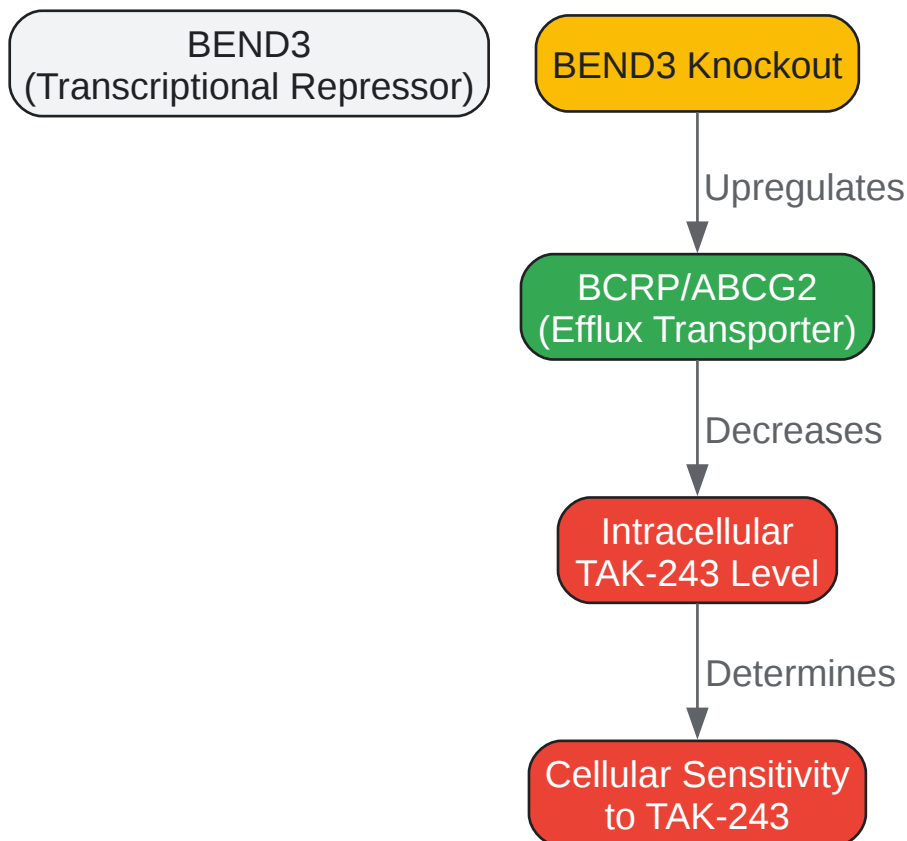 BEND3
(Transcriptional Repressor)
BEND3 Knockout
Upregulates
BCRP/ABCG2
(Efflux Transporter)
Decreases
Intracellular
TAK-243 Level
Determines
Cellular Sensitivity
to TAK-243